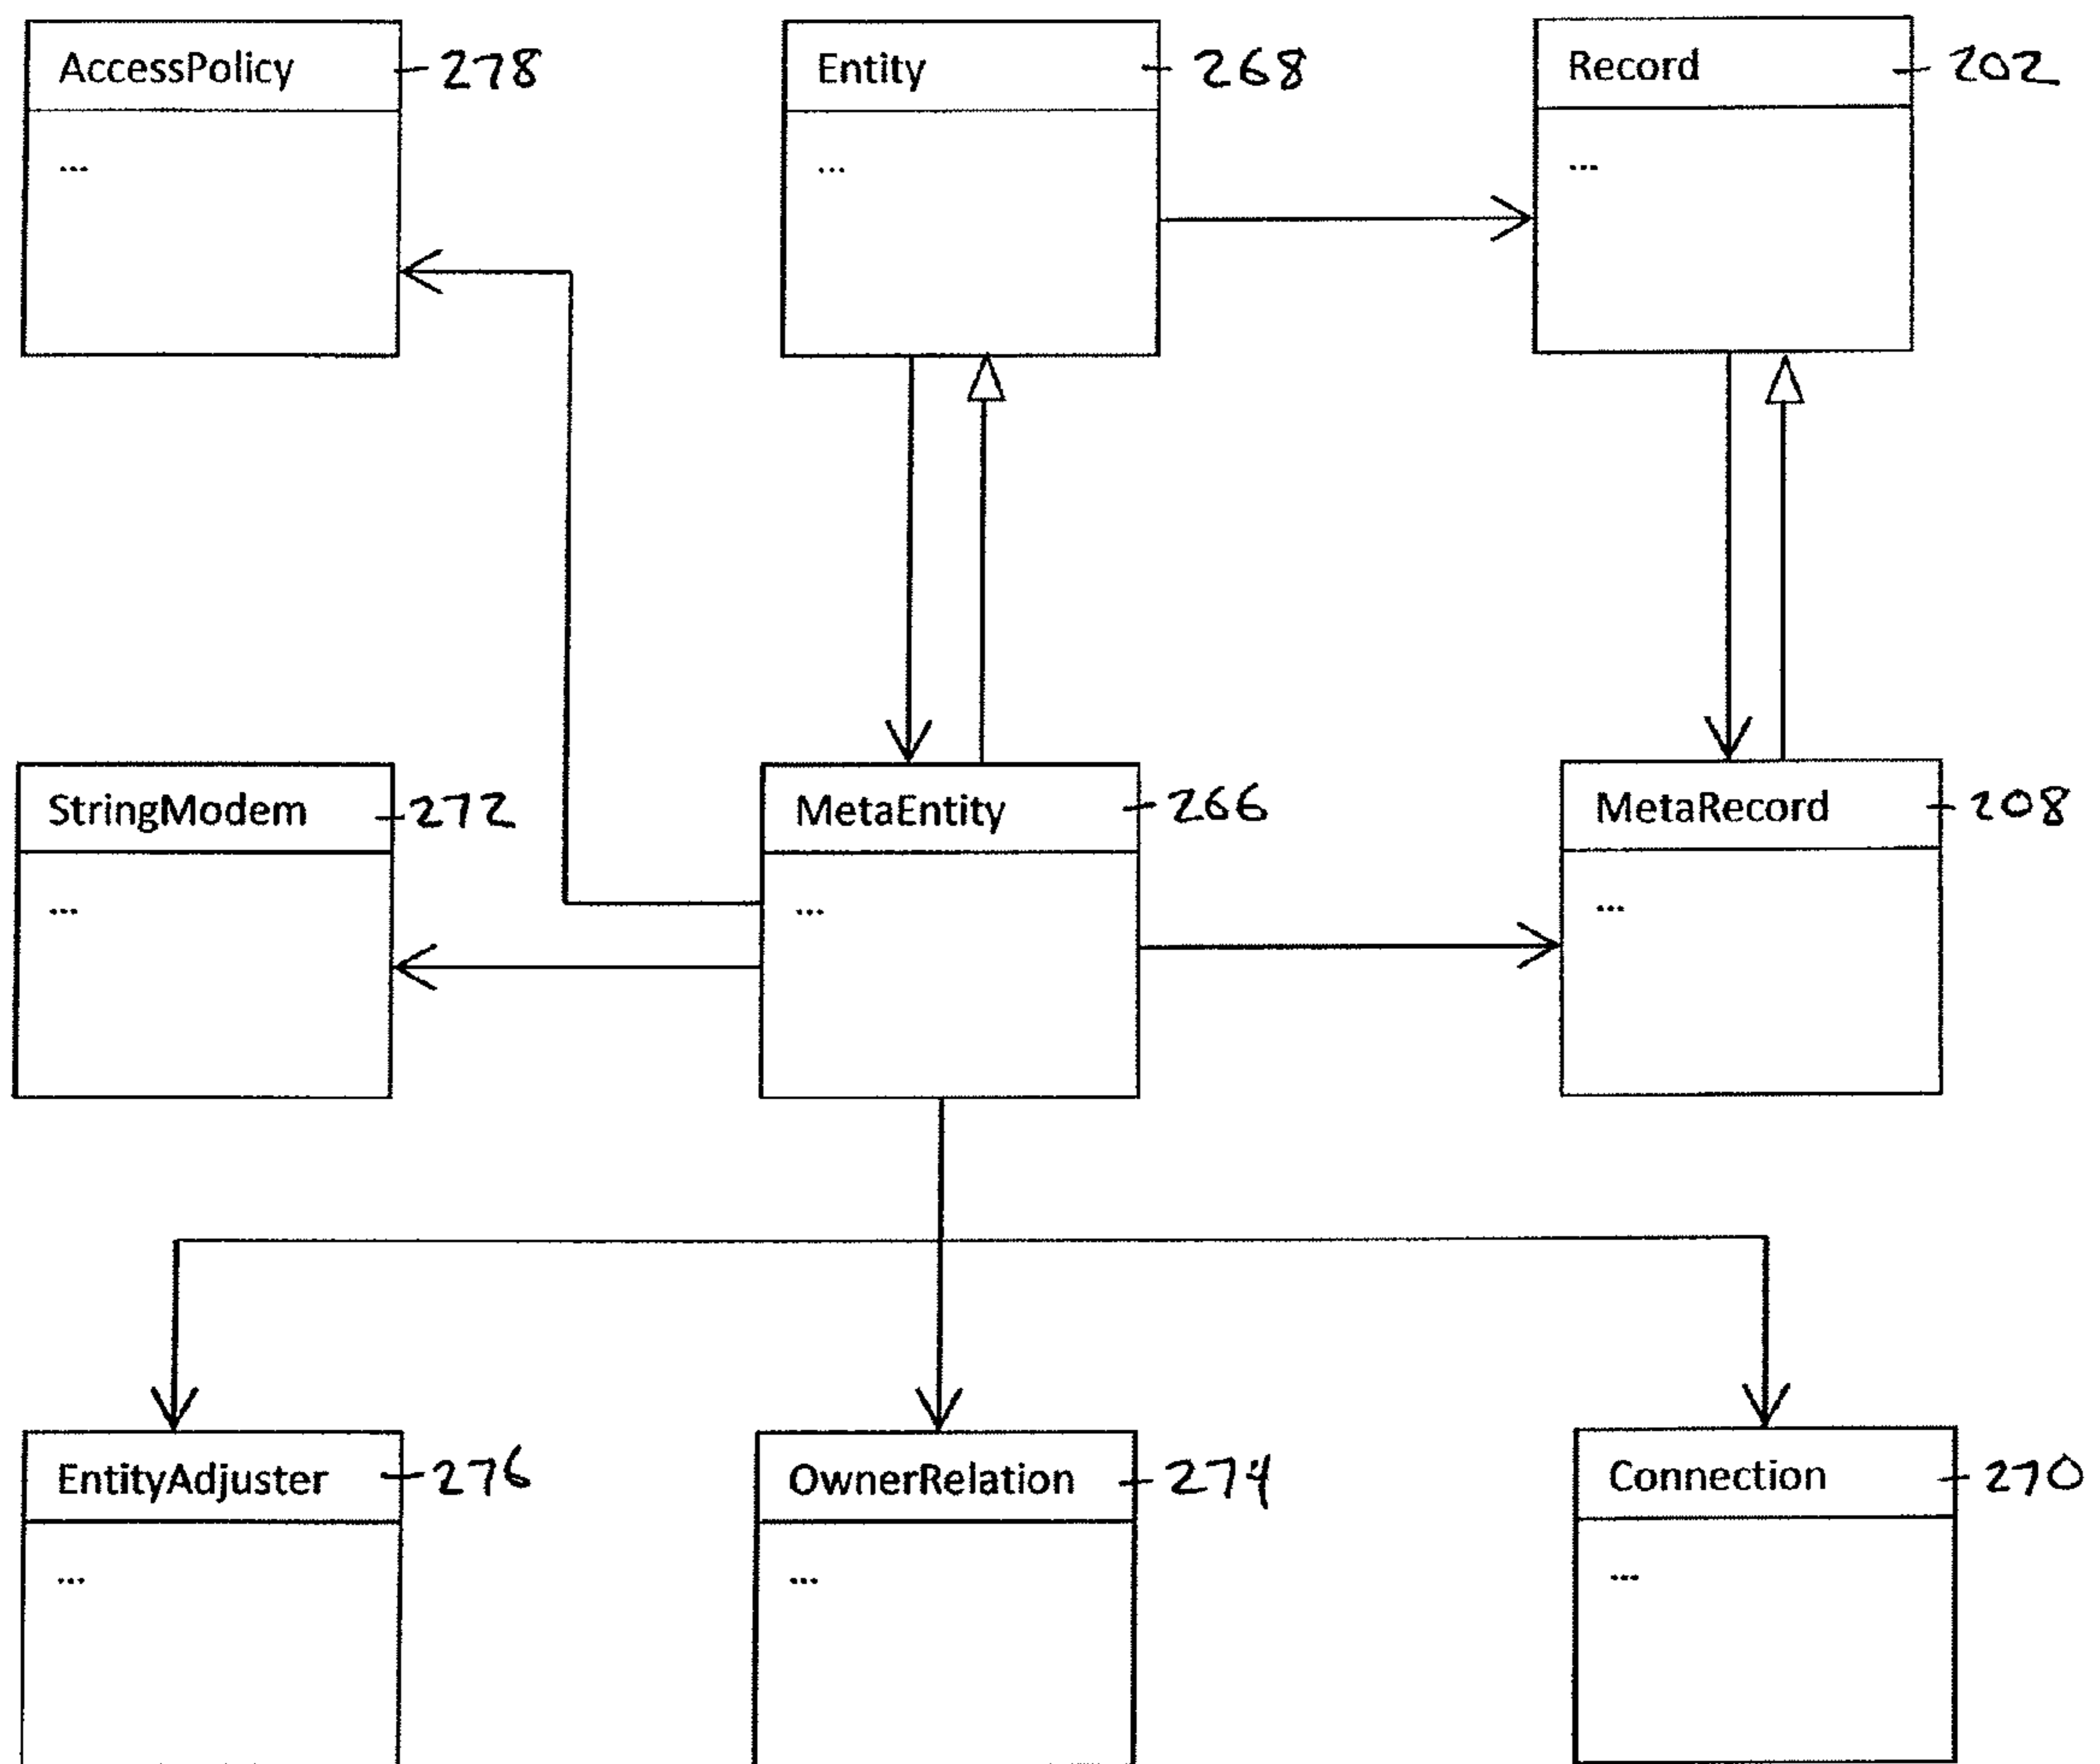 AccessPolicy 278 Entity 268 Record 202
... ... ...
StringModem 272 MetaEntity 266 MetaRecord 208
... ... ...
EntityAdjuster 276 OwnerRelation 274 Connection 270
... ... ...